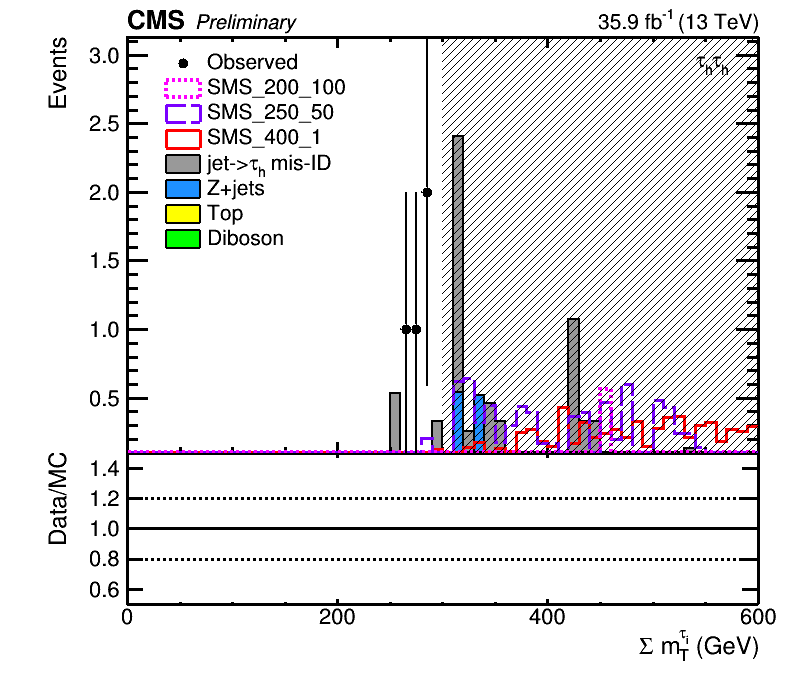 CMS Preliminary 35.9 fb⁻¹ (13 TeV)
Events
3.0
2.5
2.0
1.5
1.0
0.5
Observed
SMS_200_100
SMS_250_50
SMS_400_1
jet->τh mis-ID
Z+jets
Top
Diboson
τhτh
Data/MC
1.4
1.2
1.0
0.8
0.6
0 200 400 600
Σ mT^τi (GeV)